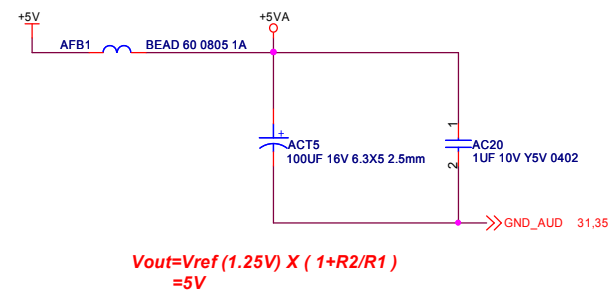 +5V
+5VA
AFB1
BEAD 60 0805 1A
1
+
ACT5
AC20
100UF 16V 6.3X5 2.5mm
1UF 10V Y5V 0402
2
GND_AUD 31,35
Vout=Vref (1.25V) X ( 1+R2/R1 )
=5V